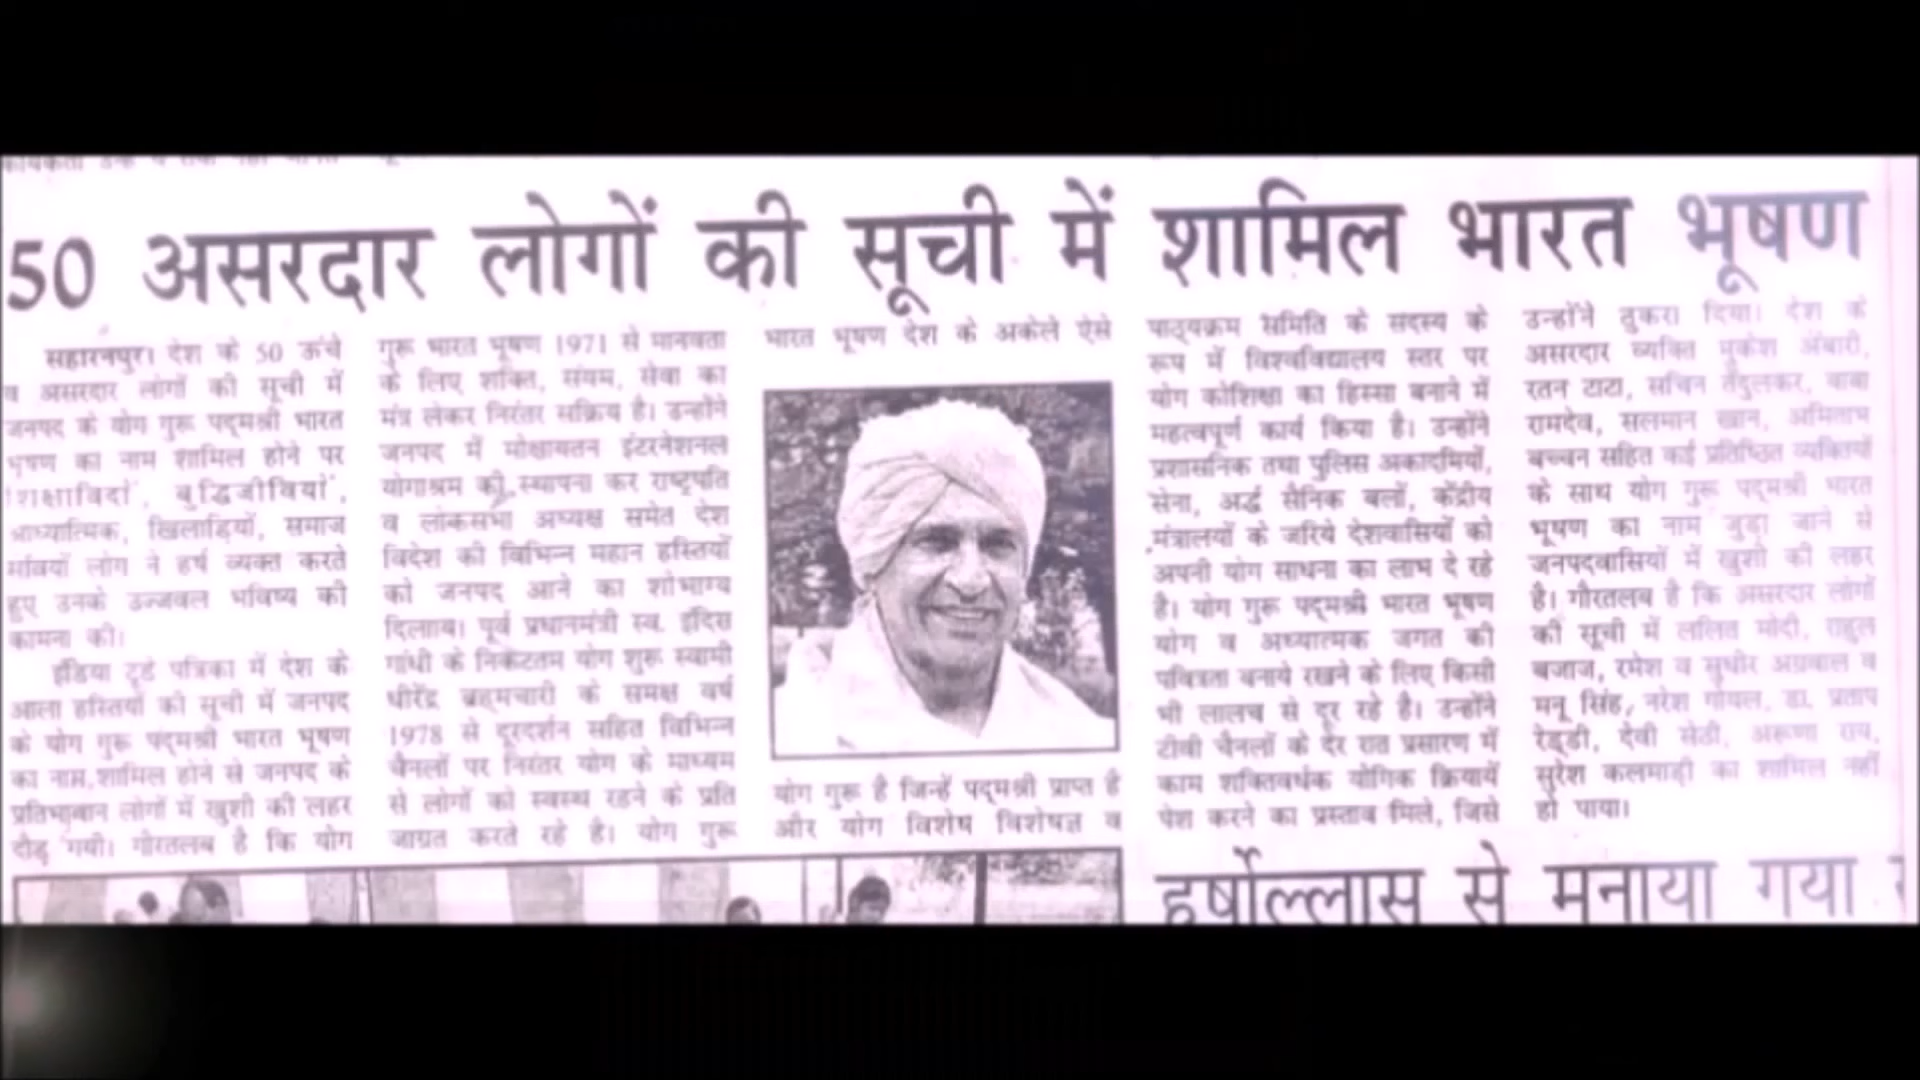 50 असरदार लोगों की सूची में शामिल भारत भूषण
सहारनपुर। देश के 50 ऊंचे
व असरदार लोगों की सूची में
जनपद के योग गुरू पद्मश्री भारत
भूषण का नाम शामिल होने पर
शिक्षाविदों, बुद्धिजीवियों,
आध्यात्मिक, खिलाड़ियों, समाज
लोग ने हर्ष व्यक्त करते
हुए उनके उज्जवल भविष्य की
कामना की।
इंडिया टूडे पत्रिका में देश के
आला हस्तियों की सूची में जनपद
के योग गुरू पद्मश्री भारत भूषण
का नाम शामिल होने से जनपद के
प्रतिभावान लोगों में खुशी की लहर
दौड़ गयी। गौरतलब है कि योग
गुरू भारत भूषण 1971 से मानवता
के लिए शक्ति, संयम, सेवा का
मंत्र लेकर निरंतर सक्रिय है। उन्होंने
जनपद में मोक्षायतन इंटरनेशनल
योगाश्रम की स्थापना कर राष्ट्रपति
व लोकसभा अध्यक्ष समेत देश
विदेश की विभिन्न महान हस्तियों
को जनपद आने का शोभाग्य
दिलाया। पूर्व प्रधानमंत्री स्व. इंदिरा
गांधी के निकटतम योग गुरू स्वामी
धीरेंद्र ब्रहमचारी के समक्ष वर्ष
1978 से दूरदर्शन सहित विभिन्न
चैनलों पर निरंतर योग के माध्यम
से लोगों को स्वस्थ रहने के प्रति
जाग्रत करते रहे है। योग गुरू
भारत भूषण देश के अकेले ऐसे
योग गुरू है जिन्हें पद्मश्री प्राप्त है
और योग विशेष विशेषज्ञ व
पाठ्यक्रम समिति के सदस्य के
रूप में विश्वविद्यालय स्तर पर
योग कोशिक्षा का हिस्सा बनाने में
महत्वपूर्ण कार्य किया है। उन्होंने
प्रशासनिक तथा पुलिस अकादमियों,
सेना, अर्द्ध सैनिक बलों, केंद्रीय
मंत्रालयों के जरिये देशवासियों को
अपनी योग साधना का लाभ दे रहे
है। योग गुरू पद्मश्री भारत भूषण
योग व अध्यात्मक जगत की
पवित्रता बनाये रखने के लिए किसी
भी लालच से दूर रहे है। उन्होंने
टीवी चैनलों के देर रात प्रसारण में
काम शक्तिवर्धक योगिक क्रियायें
पेश करने का प्रस्ताव मिले, जिसे
उन्होंने ठुकरा दिया। देश के
असरदार व्यक्ति मुकेश अंबारी,
रतन टाटा, सचिन तेंदुलकर, बाबा
रामदेव, सलमान खान, अमिताभ
बच्चन सहित कई प्रतिष्ठित व्यक्तियों
के साथ योग गुरू पद्मश्री भारत
भूषण का नाम जुड़ा जाने से
जनपदवासियों में खुशी की लहर
है। गौरतलब है कि असरदार लोगों
की सूची में ललित मोदी, राहुल
बजाज, रमेश व सुधीर अग्रवाल व
मनू सिंह, नरेश गोयल, डा. प्रताप
रेड्डी, देवी सेठी, अरूणा राय,
सुरेश कलमाड़ी का शामिल नहीं
हो पाया।
हर्षोल्लास से मनाया गया